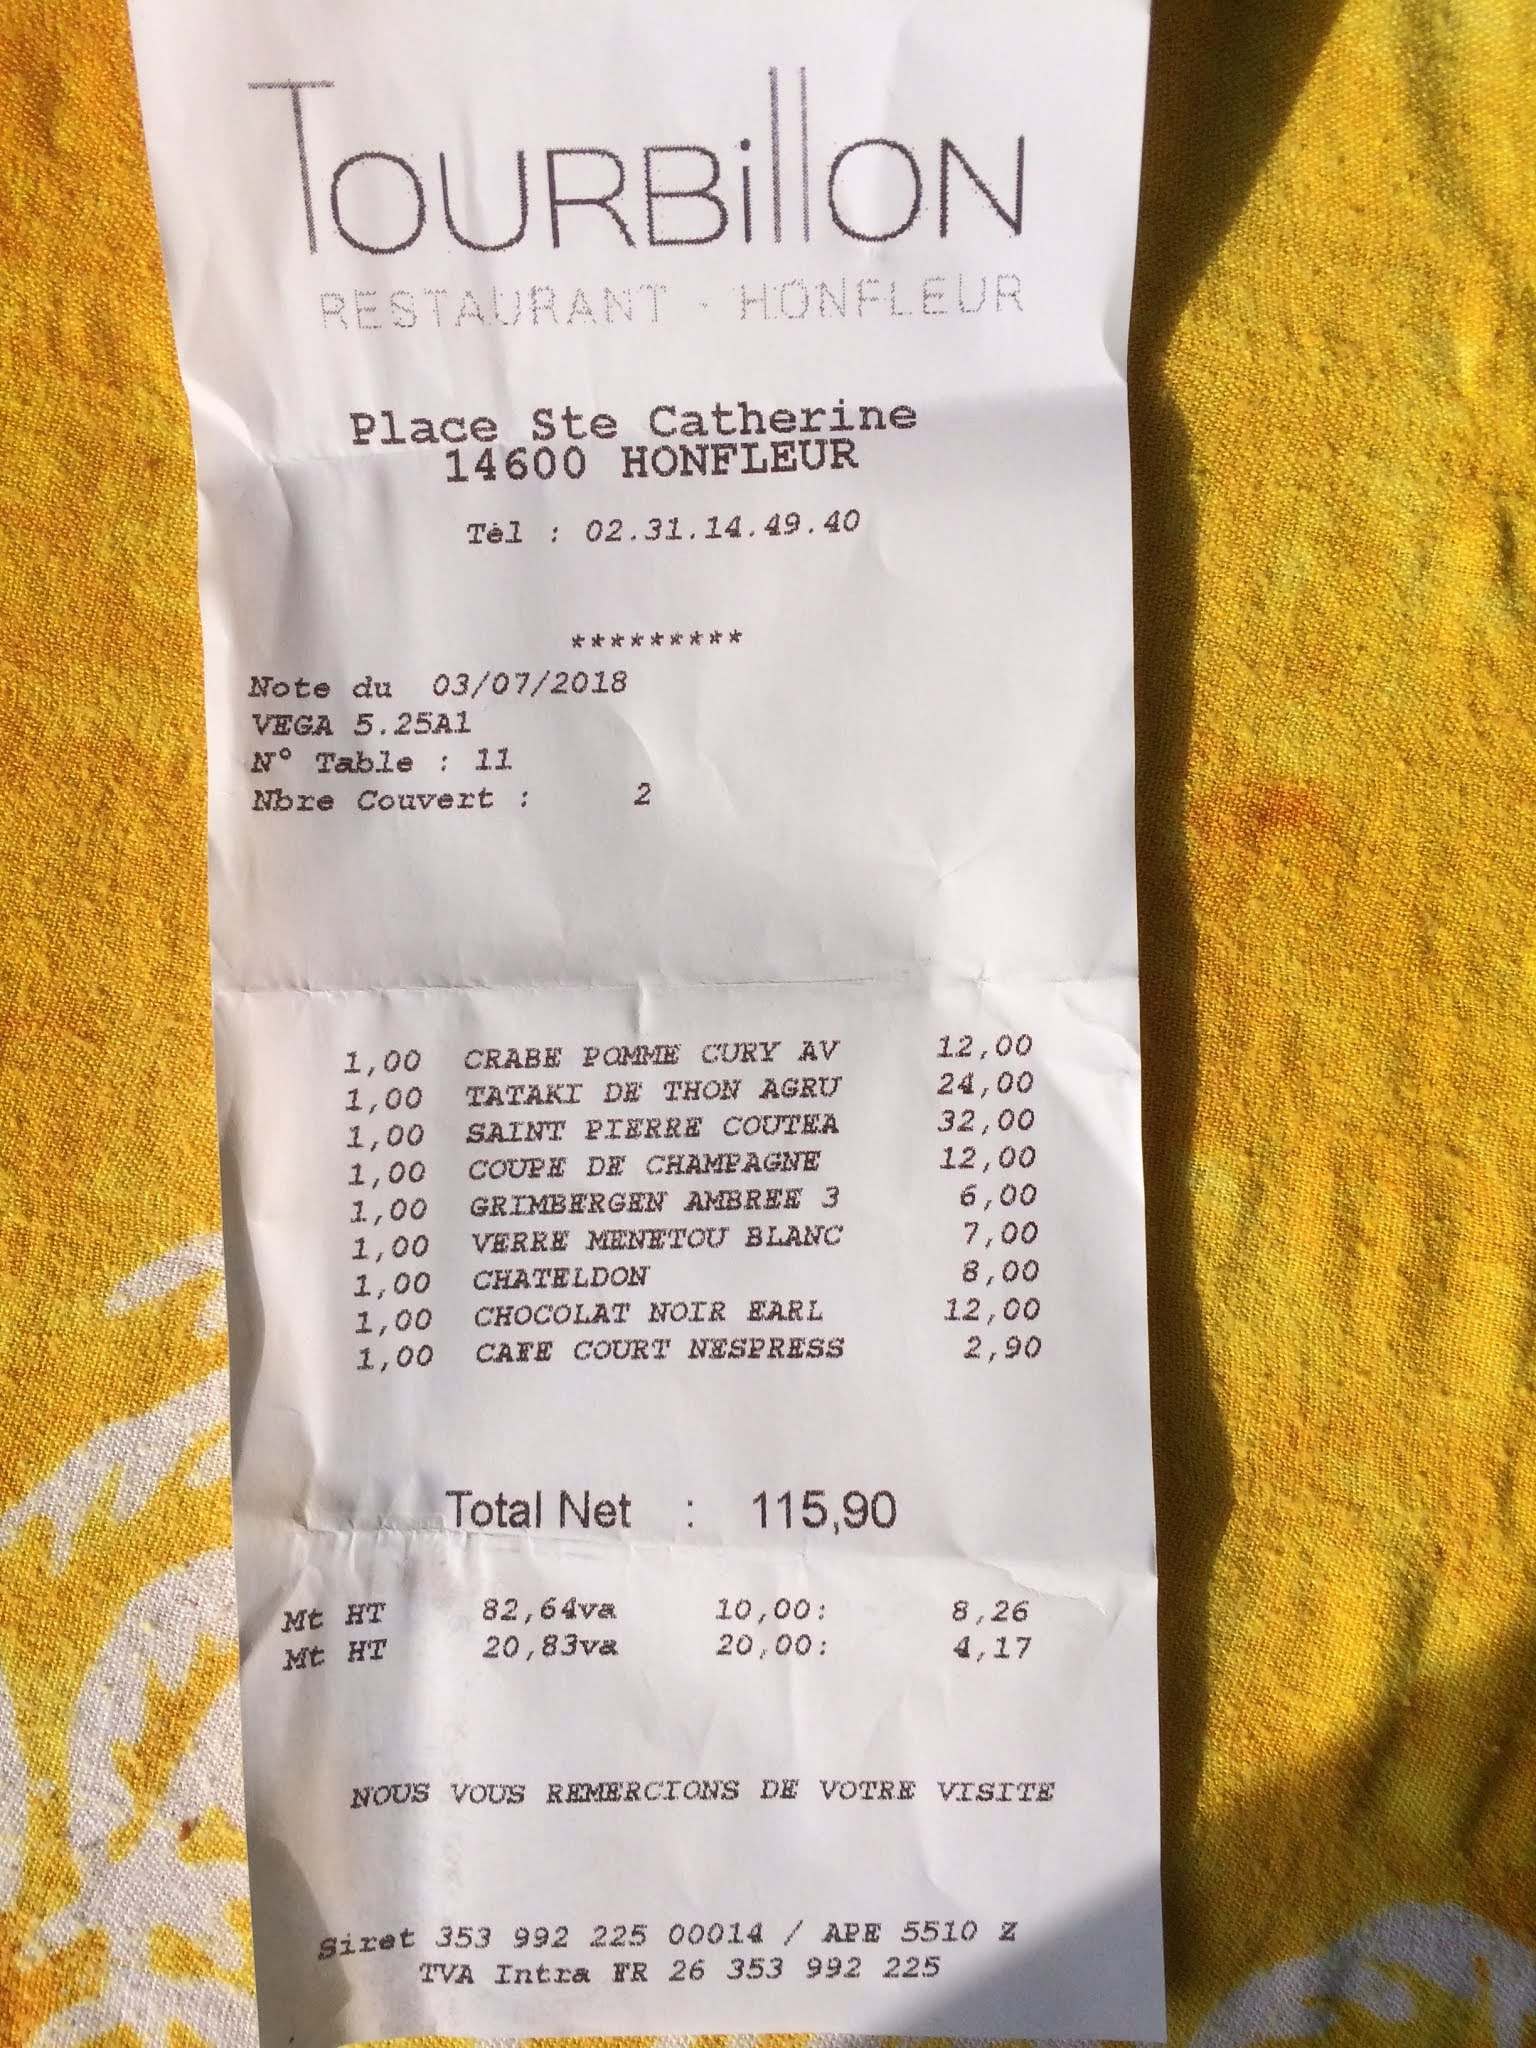 TOURBillON
RESTAURANT - HONFLEUR
Place Ste Catherine
14600 HONFLEUR
Tél : 02.31.14.49.40
*********
Note du 03/07/2018
VEGA 5.25A1
N° Table : 11
Nbre Couvert : 2
1,00 CRABE POMME CURY AV 12,00
1,00 TATAKI DE THON AGRU 24,00
1,00 SAINT PIERRE COUTEA 32,00
1,00 COUPE DE CHAMPAGNE 12,00
1,00 GRIMBERGEN AMBREE 3 6,00
1,00 VERRE MENETOU BLANC 7,00
1,00 CHATELDON 8,00
1,00 CHOCOLAT NOIR EARL 12,00
1,00 CAFE COURT NESPRESS 2,90
Total Net : 115,90
Mt HT 82,64va 10,00: 8,26
Mt HT 20,83va 20,00: 4,17
NOUS VOUS REMERCIONS DE VOTRE VISITE
Siret 353 992 225 00014 / APE 5510 Z
TVA Intra FR 26 353 992 225